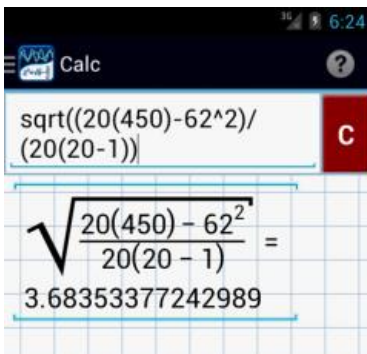 3G 6:24
Calc ?
sqrt((20(450)-62^2)/
(20(20-1)) C
20(450) - 62²
20(20 - 1)
=
3.68353377242989